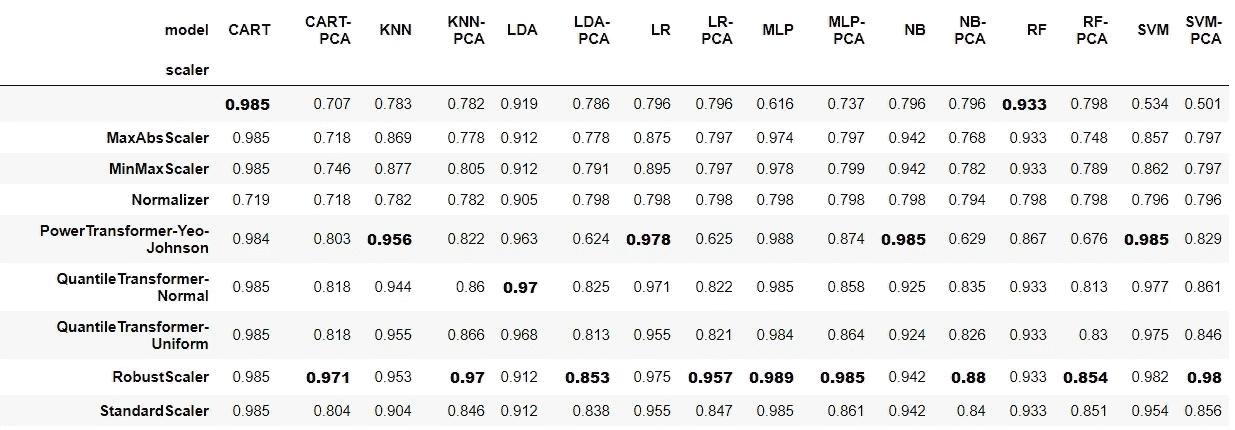 model CART CART-PCA KNN KNN-PCA LDA LDA-PCA LR LR-PCA MLP MLP-PCA NB NB-PCA RF RF-PCA SVM SVM-PCA
scaler
0.985 0.707 0.783 0.782 0.919 0.786 0.796 0.796 0.616 0.737 0.796 0.796 0.933 0.798 0.534 0.501
MaxAbsScaler 0.985 0.718 0.869 0.778 0.912 0.778 0.875 0.797 0.974 0.797 0.942 0.768 0.933 0.748 0.857 0.797
MinMaxScaler 0.985 0.746 0.877 0.805 0.912 0.791 0.895 0.797 0.978 0.799 0.942 0.782 0.933 0.789 0.862 0.797
Normalizer 0.719 0.718 0.782 0.782 0.905 0.798 0.798 0.798 0.798 0.798 0.798 0.794 0.798 0.798 0.796 0.796
PowerTransformer-Yeo-Johnson 0.984 0.803 0.956 0.822 0.963 0.624 0.978 0.625 0.988 0.874 0.985 0.629 0.867 0.676 0.985 0.829
QuantileTransformer-Normal 0.985 0.818 0.944 0.86 0.97 0.825 0.971 0.822 0.985 0.858 0.925 0.835 0.933 0.813 0.977 0.861
QuantileTransformer-Uniform 0.985 0.818 0.955 0.866 0.968 0.813 0.955 0.821 0.984 0.864 0.924 0.826 0.933 0.83 0.975 0.846
RobustScaler 0.985 0.971 0.953 0.97 0.912 0.853 0.975 0.957 0.989 0.985 0.942 0.88 0.933 0.854 0.982 0.98
StandardScaler 0.985 0.804 0.904 0.846 0.912 0.838 0.955 0.847 0.985 0.861 0.942 0.84 0.933 0.851 0.954 0.856